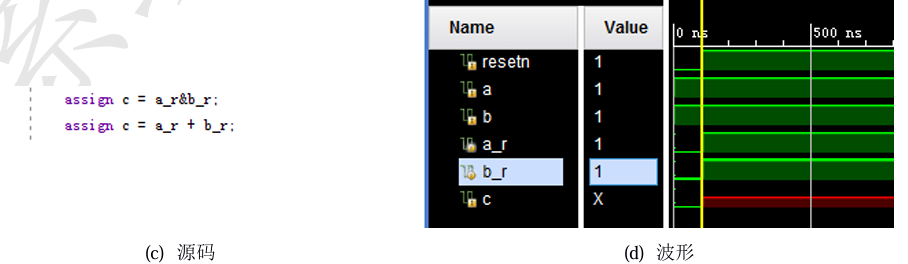 assign c = a_r&b_r;
assign c = a_r + b_r;
(c) 源码
Name Value
0 ns 500 ns
resetn 1
a 1
b 1
a_r 1
b_r 1
c X
(d) 波形